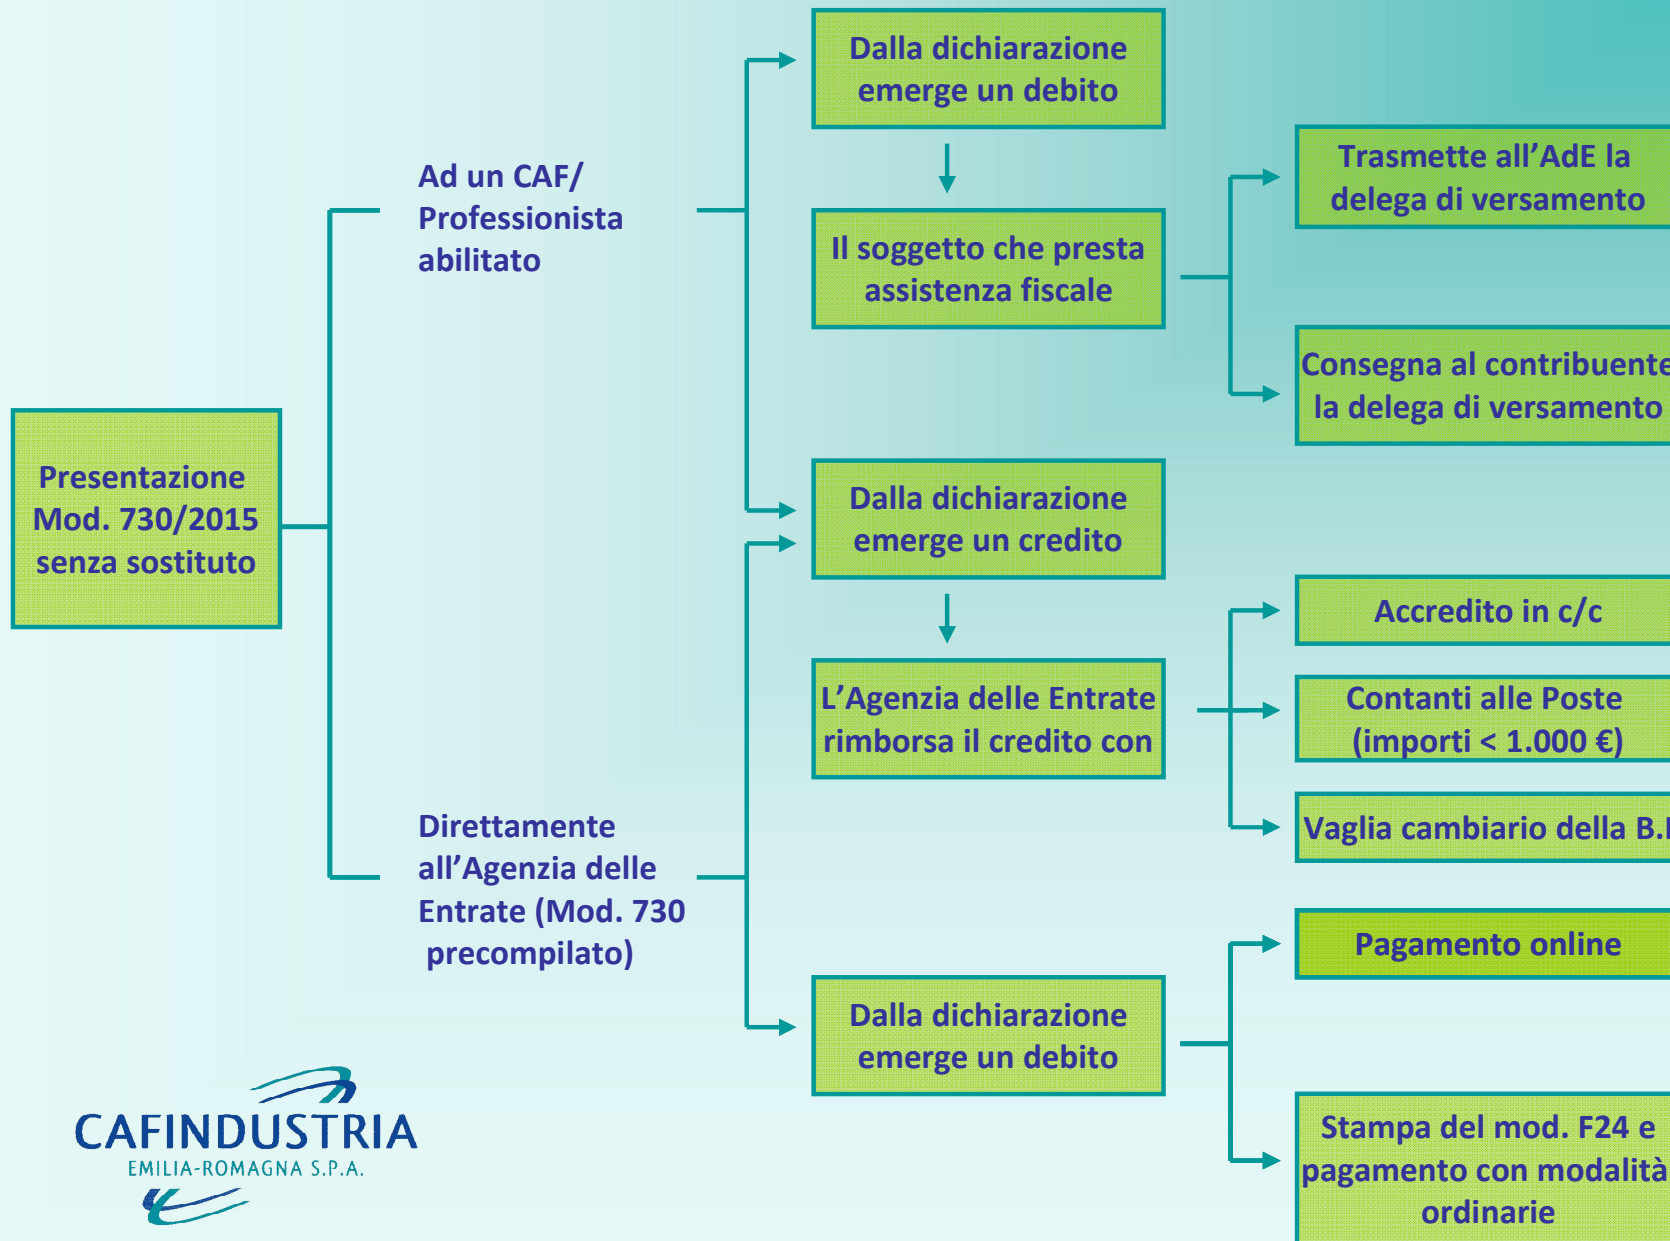 Dalla dichiarazione
emerge un debito
Trasmette all’AdE la
delega di versamento
Ad un CAF/
Professionista
abilitato
Il soggetto che presta
assistenza fiscale
Consegna al contribuente
la delega di versamento
Presentazione
Mod. 730/2015
senza sostituto
Dalla dichiarazione
emerge un credito
Accredito in c/c
L’Agenzia delle Entrate
rimborsa il credito con
Contanti alle Poste
(importi < 1.000 €)
Vaglia cambiario della
Direttamente
all’Agenzia delle
Entrate (Mod. 730
precompilato)
Pagamento online
Dalla dichiarazione
emerge un debito
Stampa del mod. F24 e
pagamento con modalità
ordinarie
CAFINDUSTRIA
EMILIA-ROMAGNA S.P.A.